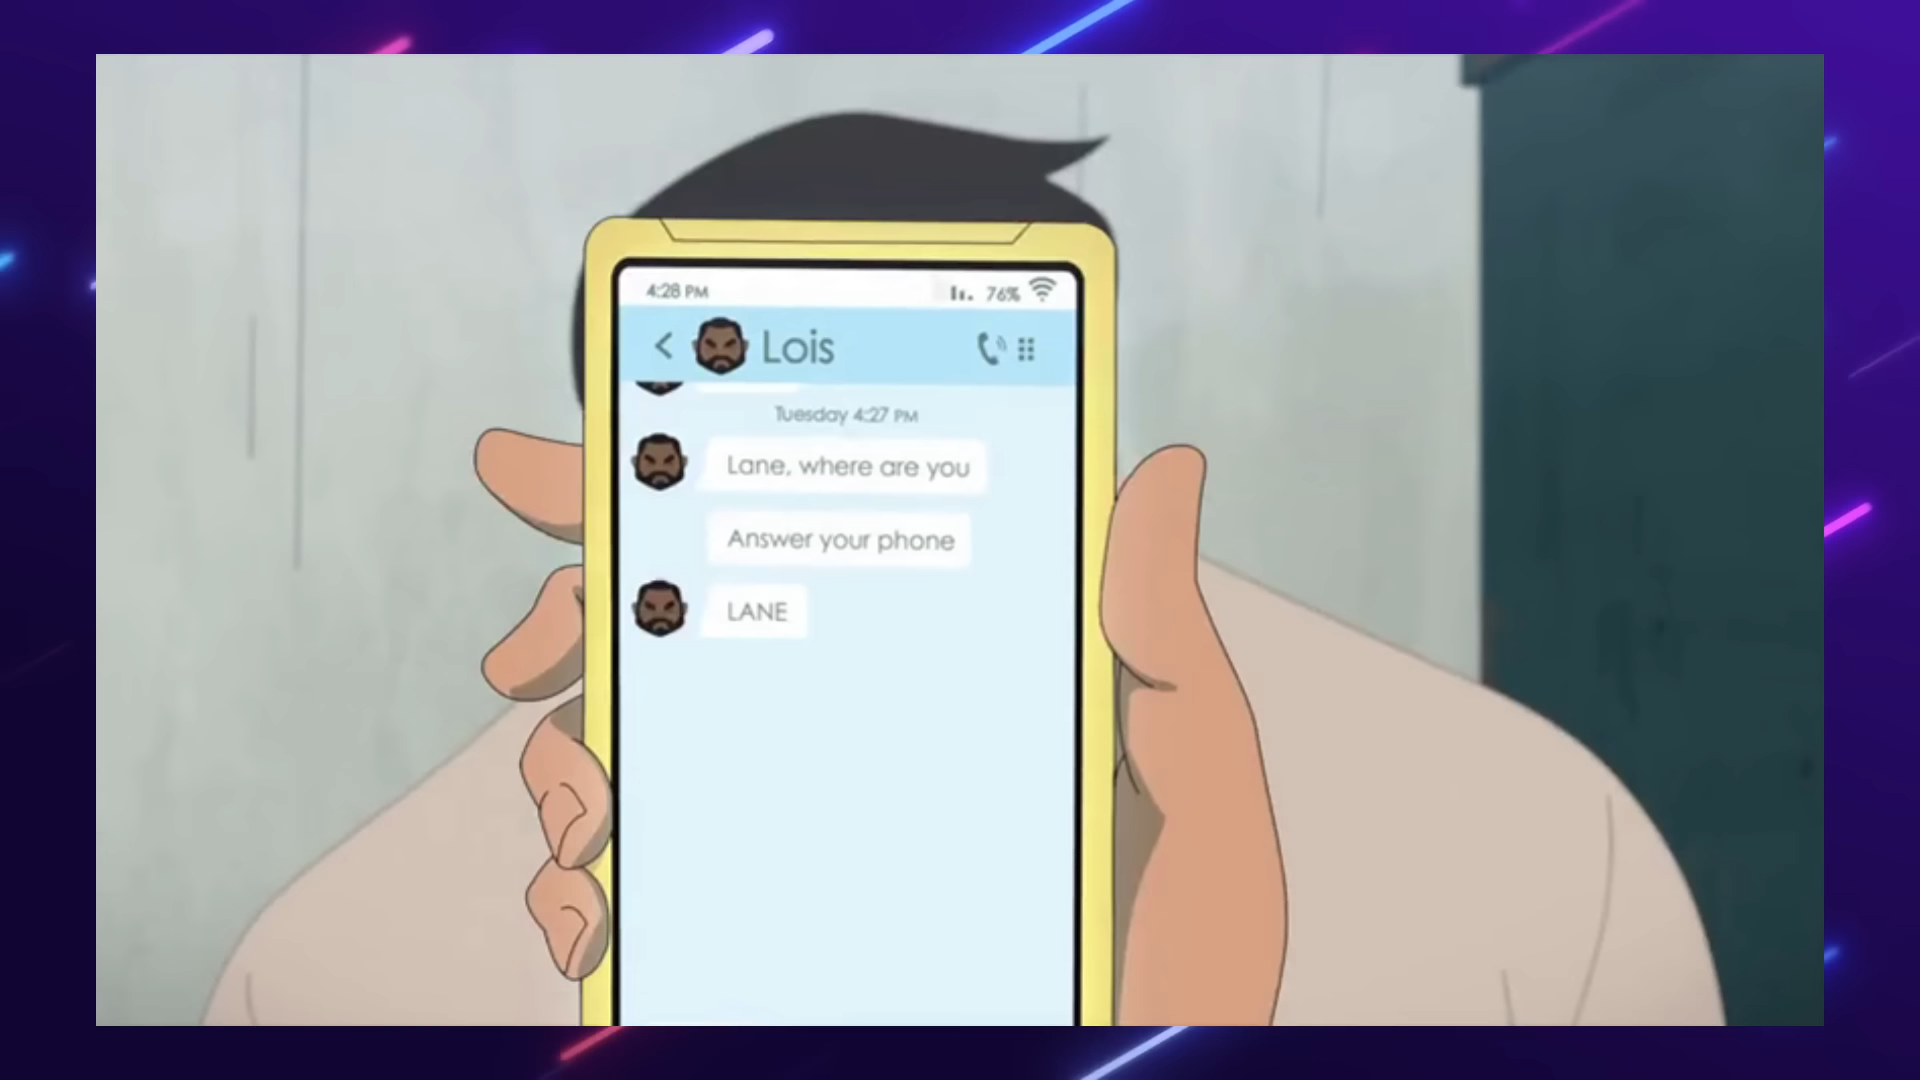 4:28 PM 76%
Lois
Tuesday 4:27 PM
Lane, where are you
Answer your phone
LANE